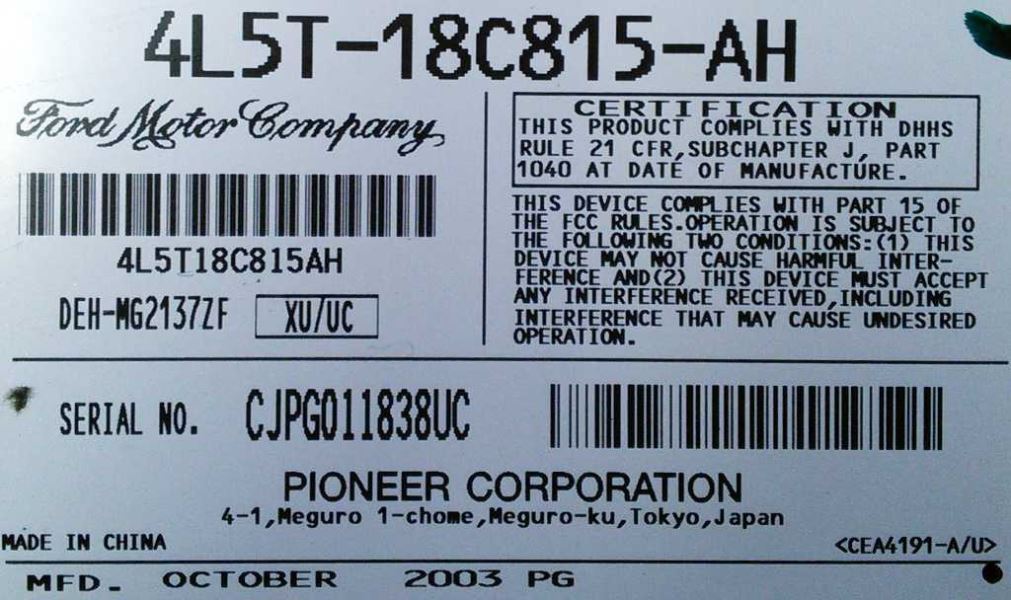 4L5T-18C815-AH
Ford Motor Company
4L5T18C815AH
DEH-MG2137ZF XU/UC
CERTIFICATION
THIS PRODUCT COMPLIES WITH DHHS
RULE 21 CFR,SUBCHAPTER J, PART
1040 AT DATE OF MANUFACTURE.
THIS DEVICE COMPLIES WITH PART 15 OF
THE FCC RULES.OPERATION IS SUBJECT TO
THE FOLLOWING TWO CONDITIONS:(1) THIS
DEVICE MAY NOT CAUSE HARMFUL INTER-
FERENCE AND(2) THIS DEVICE MUST ACCEPT
ANY INTERFERENCE RECEIVED,INCLUDING
INTERFERENCE THAT MAY CAUSE UNDESIRED
OPERATION.
SERIAL NO. CJPG011838UC
PIONEER CORPORATION
4-1,Meguro 1-chome,Meguro-ku,Tokyo,Japan
MADE IN CHINA <CEA4191-A/U>
MFD. OCTOBER 2003 PG